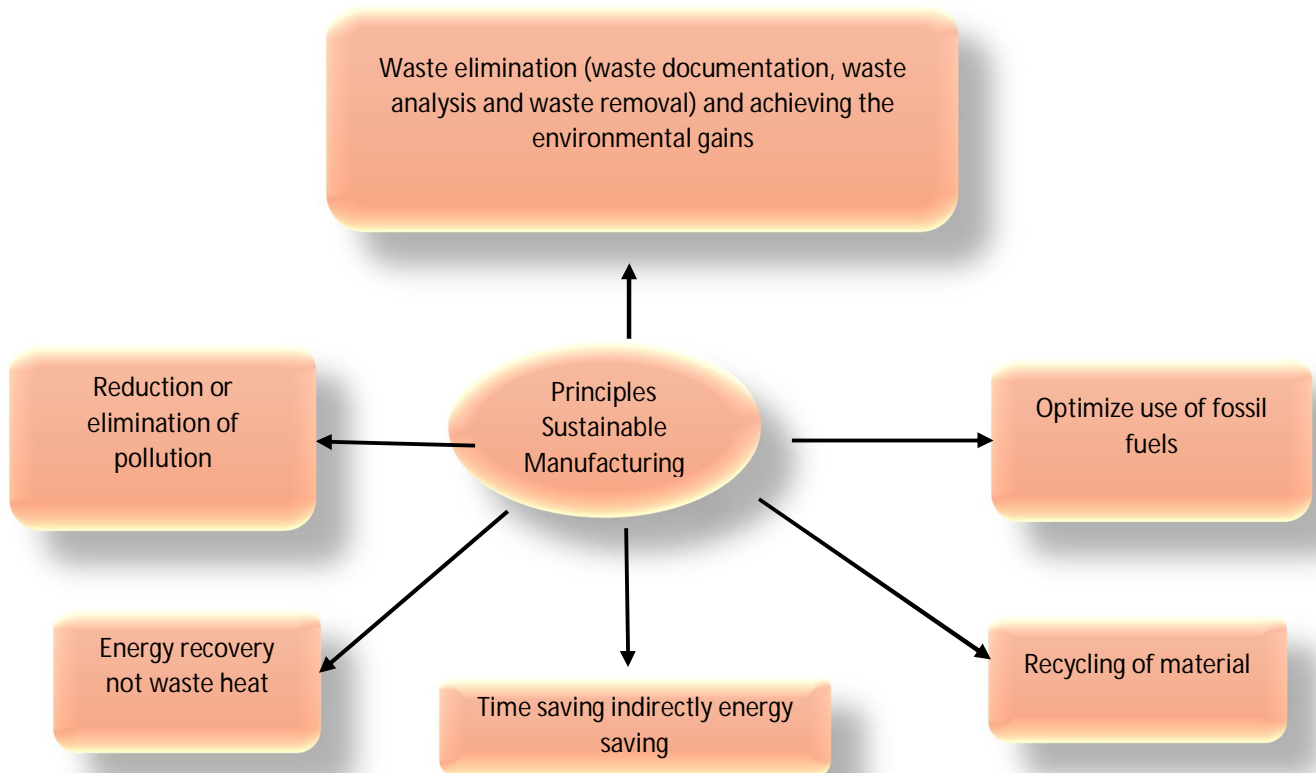 Waste elimination (waste documentation, waste
analysis and waste removal) and achieving the
environmental gains
Reduction or
elimination of
pollution
Principles
Sustainable
Manufacturing
Optimize use of fossil
fuels
Energy recovery
not waste heat
Time saving indirectly energy
saving
Recycling of material